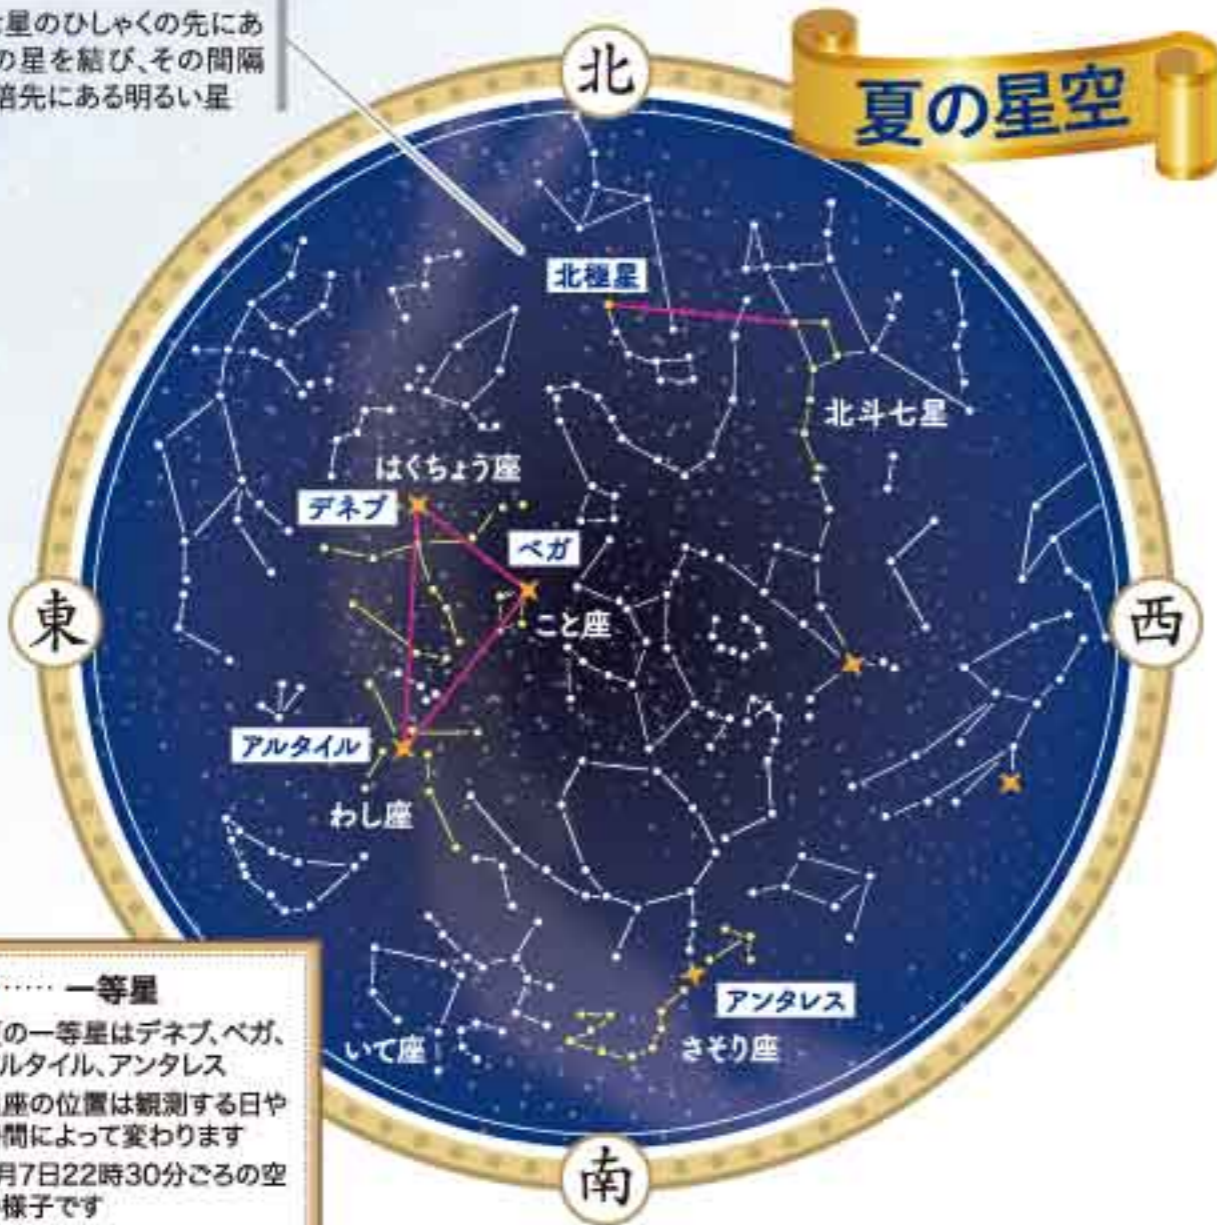 星のひしゃくの先にあ
の星を結び、その間隔
倍先にある明るい星
夏の星空
北
北極星
北斗七星
はくちょう座
デネブ
ベガ
こと座
東
西
アルタイル
わし座
アンタレス
さそり座
いて座
南
…… 一等星
の一等星はデネブ、ベガ、
ルタイル、アンタレス
座の位置は観測する日や
間によって変わります
月7日22時30分ごろの空
様子です